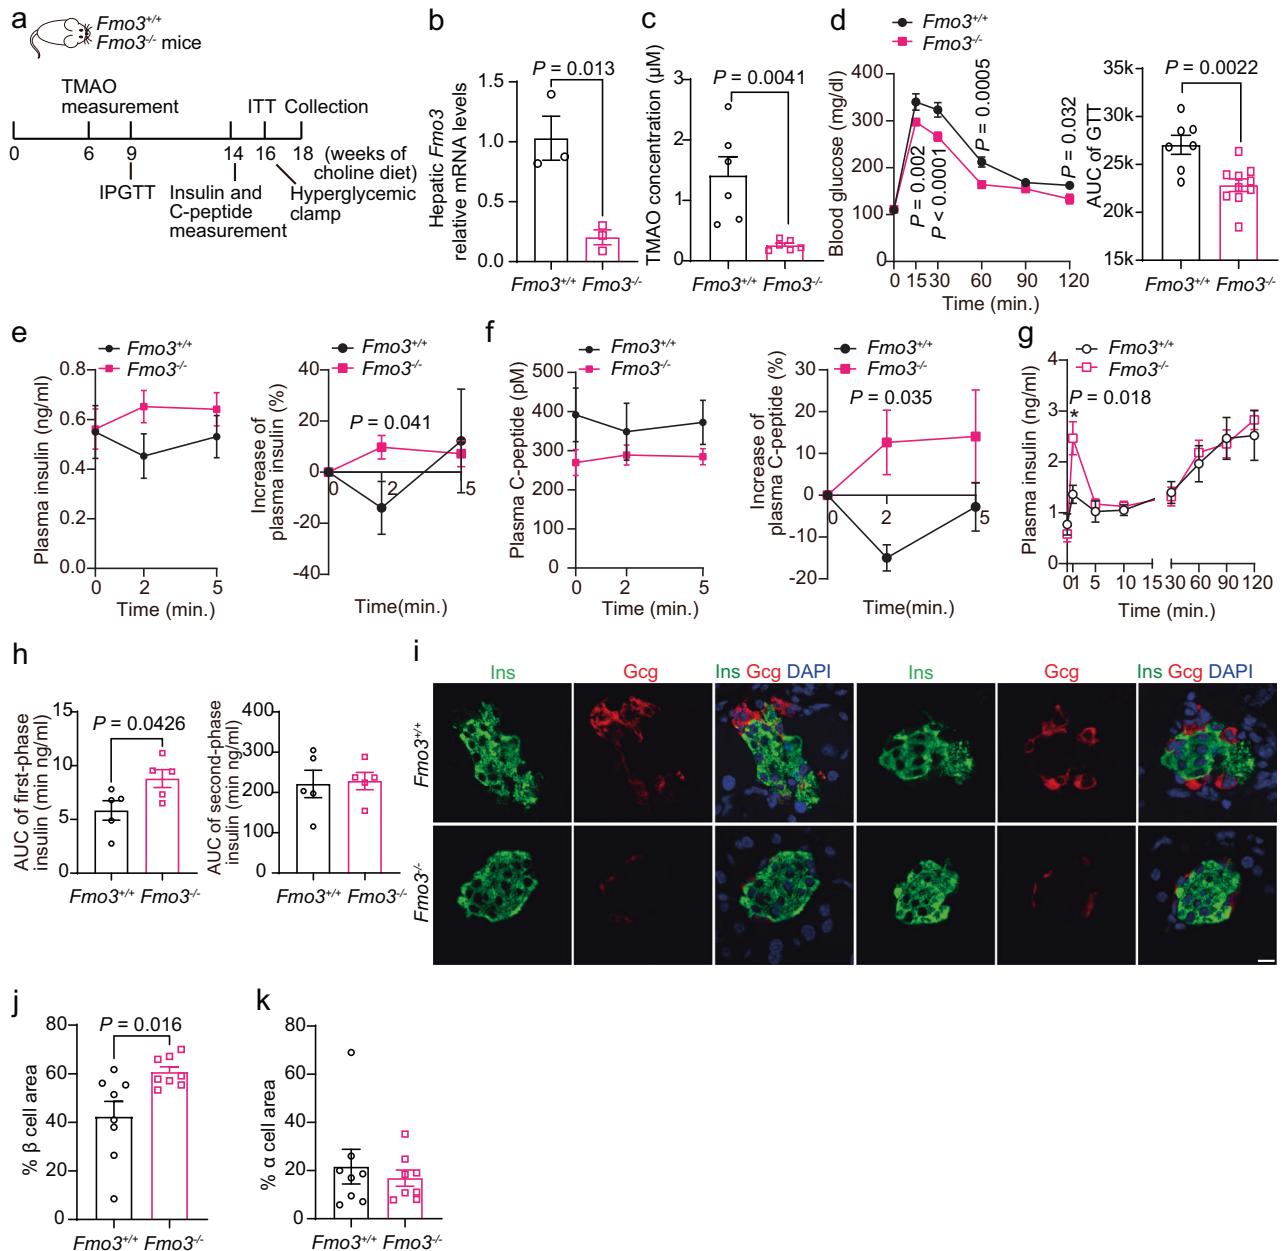 a
Fmo3+/+
Fmo3-/- mice
TMAO
measurement
ITT Collection
0 6 9 14 16 18 (weeks of
choline diet)
IPGTT
Insulin and
C-peptide
measurement
Hyperglycemic
clamp
b
P = 0.013
Hepatic Fmo3
relative mRNA levels
1.5
1.0
0.5
0.0
Fmo3+/+ Fmo3-/-
c
P = 0.0041
TMAO concentration (µM)
3
2
1
0
Fmo3+/+ Fmo3-/-
d
Fmo3+/+
Fmo3-/-
Blood glucose (mg/dl)
400
300
200
100
0
P = 0.002
P < 0.0001
P = 0.0005
P = 0.032
0 15 30 60 90 120
Time (min.)
AUC of GTT
35k
30k
25k
20k
15k
P = 0.0022
Fmo3+/+ Fmo3-/-
e
Fmo3+/+
Fmo3-/-
Plasma insulin (ng/ml)
0.8
0.6
0.4
0.2
0.0
0 2 5
Time (min.)
Fmo3+/+
Fmo3-/-
Increase of
plasma insulin (%)
40
20
0
-20
-40
P = 0.041
0 2 5
Time(min.)
f
Fmo3+/+
Fmo3-/-
Plasma C-peptide (pM)
500
400
300
200
100
0
0 2 5
Time (min.)
Fmo3+/+
Fmo3-/-
Increase of
plasma C-peptide (%)
30
20
10
0
-10
-20
P = 0.035
0 2 5
Time(min.)
g
Fmo3+/+
Fmo3-/-
Plasma insulin (ng/ml)
4
3
2
1
0
P = 0.018
*
0 1 5 10 15 30 60 90 120
Time (min.)
h
AUC of first-phase
insulin (min ng/ml)
15
10
5
0
P = 0.0426
Fmo3+/+ Fmo3-/-
AUC of second-phase
insulin (min ng/ml)
400
300
200
100
0
Fmo3+/+ Fmo3-/-
i
Ins Gcg Ins Gcg DAPI Ins Gcg Ins Gcg DAPI
Fmo3+/+
Fmo3-/-
j
% β cell area
80
60
40
20
0
P = 0.016
Fmo3+/+ Fmo3-/-
k
% α cell area
80
60
40
20
0
Fmo3+/+ Fmo3-/-